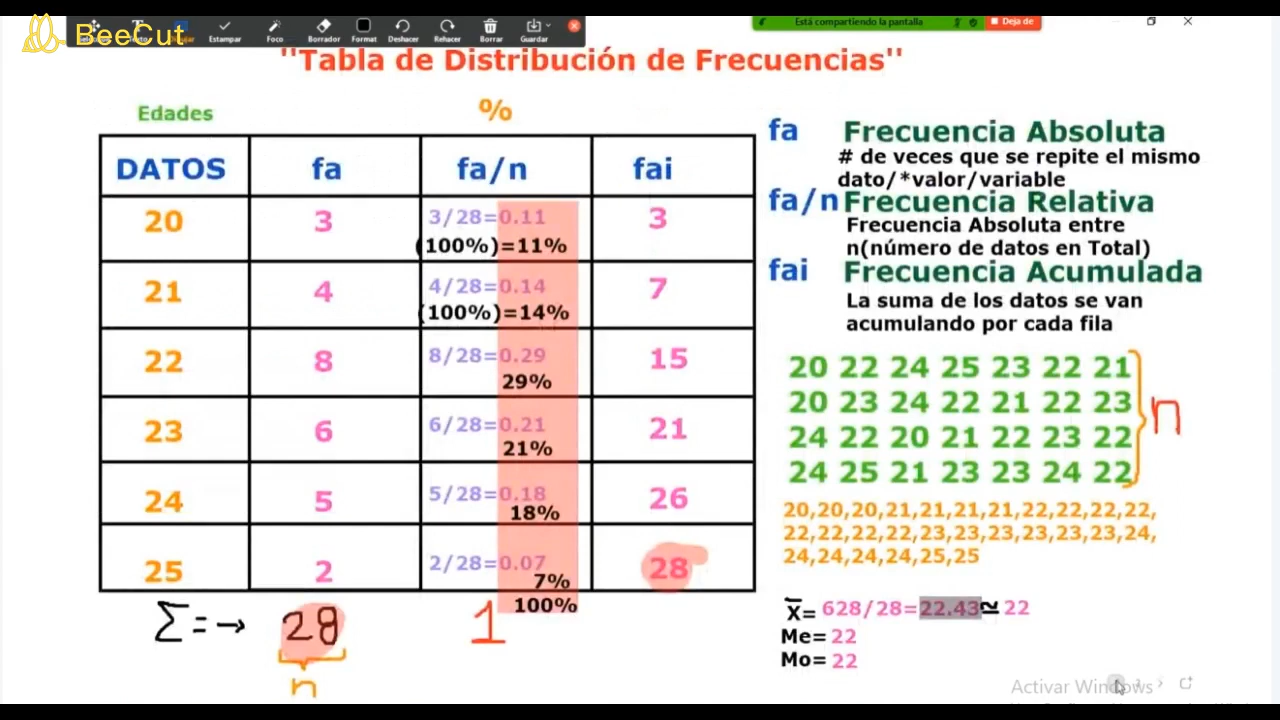 BeeCut
Estampar
Foco
Borrador
Format
Deshacer
Rehacer
Borrar
Guardar
Está compartiendo la pantalla
Deja de
''Tabla de Distribución de Frecuencias''
Edades
%
DATOS fa fa/n fai
20 3 3/28=0.11 3
(100%)=11%
21 4 4/28=0.14 7
(100%)=14%
22 8 8/28=0.29 15
29%
23 6 6/28=0.21 21
21%
24 5 5/28=0.18 26
18%
25 2 2/28=0.07 28
7%
100%
Σ=→ 28 1
n
fa Frecuencia Absoluta
# de veces que se repite el mismo
dato/*valor/variable
fa/n Frecuencia Relativa
Frecuencia Absoluta entre
n(número de datos en Total)
fai Frecuencia Acumulada
La suma de los datos se van
acumulando por cada fila
20 22 24 25 23 22 21
20 23 24 22 21 22 23
24 22 20 21 22 23 22
24 25 21 23 23 24 22
n
20,20,20,21,21,21,21,22,22,22,22,
22,22,22,22,23,23,23,23,23,23,24,
24,24,24,24,25,25
x̄= 628/28=22.43≃ 22
Me= 22
Mo= 22
Activar Windows